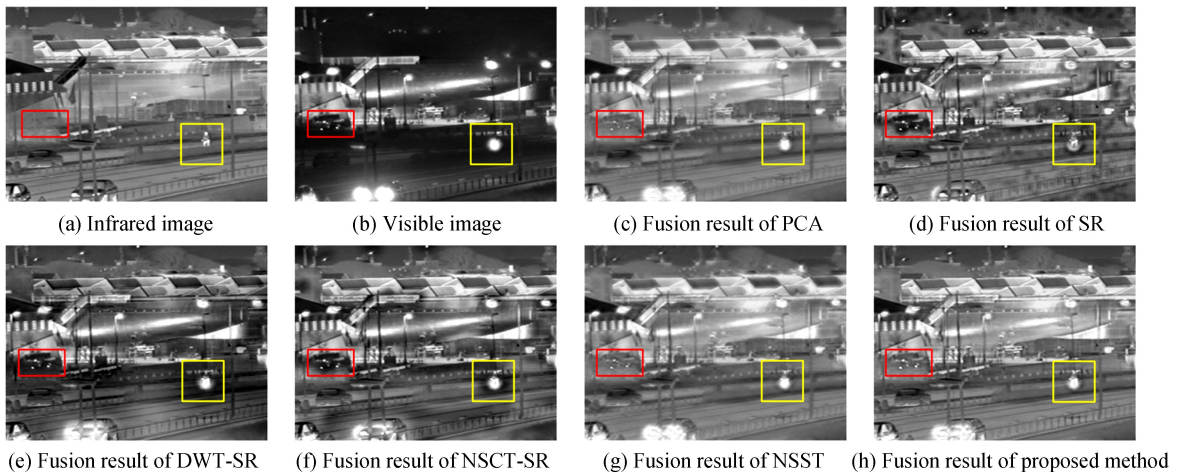 (a) Infrared image
(b) Visible image
(c) Fusion result of PCA
(d) Fusion result of SR
(e) Fusion result of DWT-SR
(f) Fusion result of NSCT-SR
(g) Fusion result of NSST
(h) Fusion result of proposed method